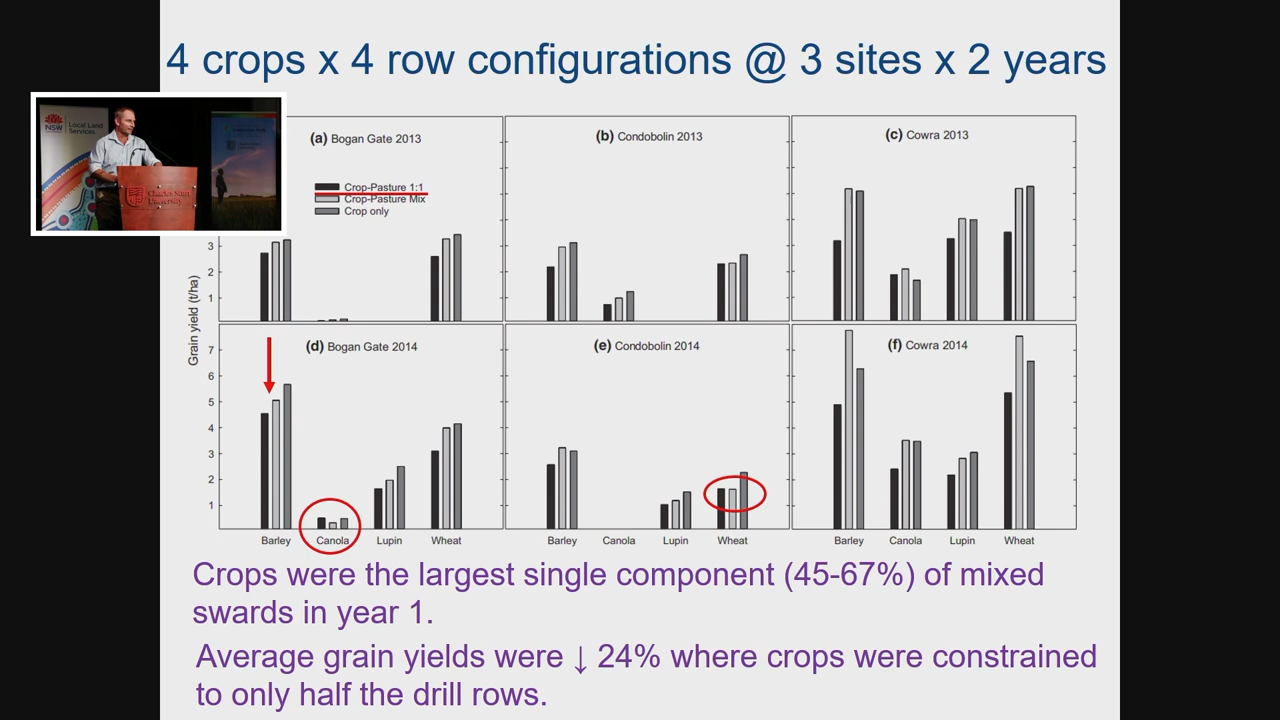 4 crops x 4 row configurations @ 3 sites x 2 years
NSW
Local Land
Services
Charles Sturt
University
(a) Bogan Gate 2013
Crop-Pasture 1:1
Crop-Pasture Mix
Crop only
(b) Condobolin 2013
(c) Cowra 2013
3
2
1
Grain yield (t/ha)
(d) Bogan Gate 2014
(e) Condobolin 2014
(f) Cowra 2014
7
6
5
4
3
2
1
Barley Canola Lupin Wheat
Barley Canola Lupin Wheat
Barley Canola Lupin Wheat
Crops were the largest single component (45-67%) of mixed
swards in year 1.
Average grain yields were ↓ 24% where crops were constrained
to only half the drill rows.